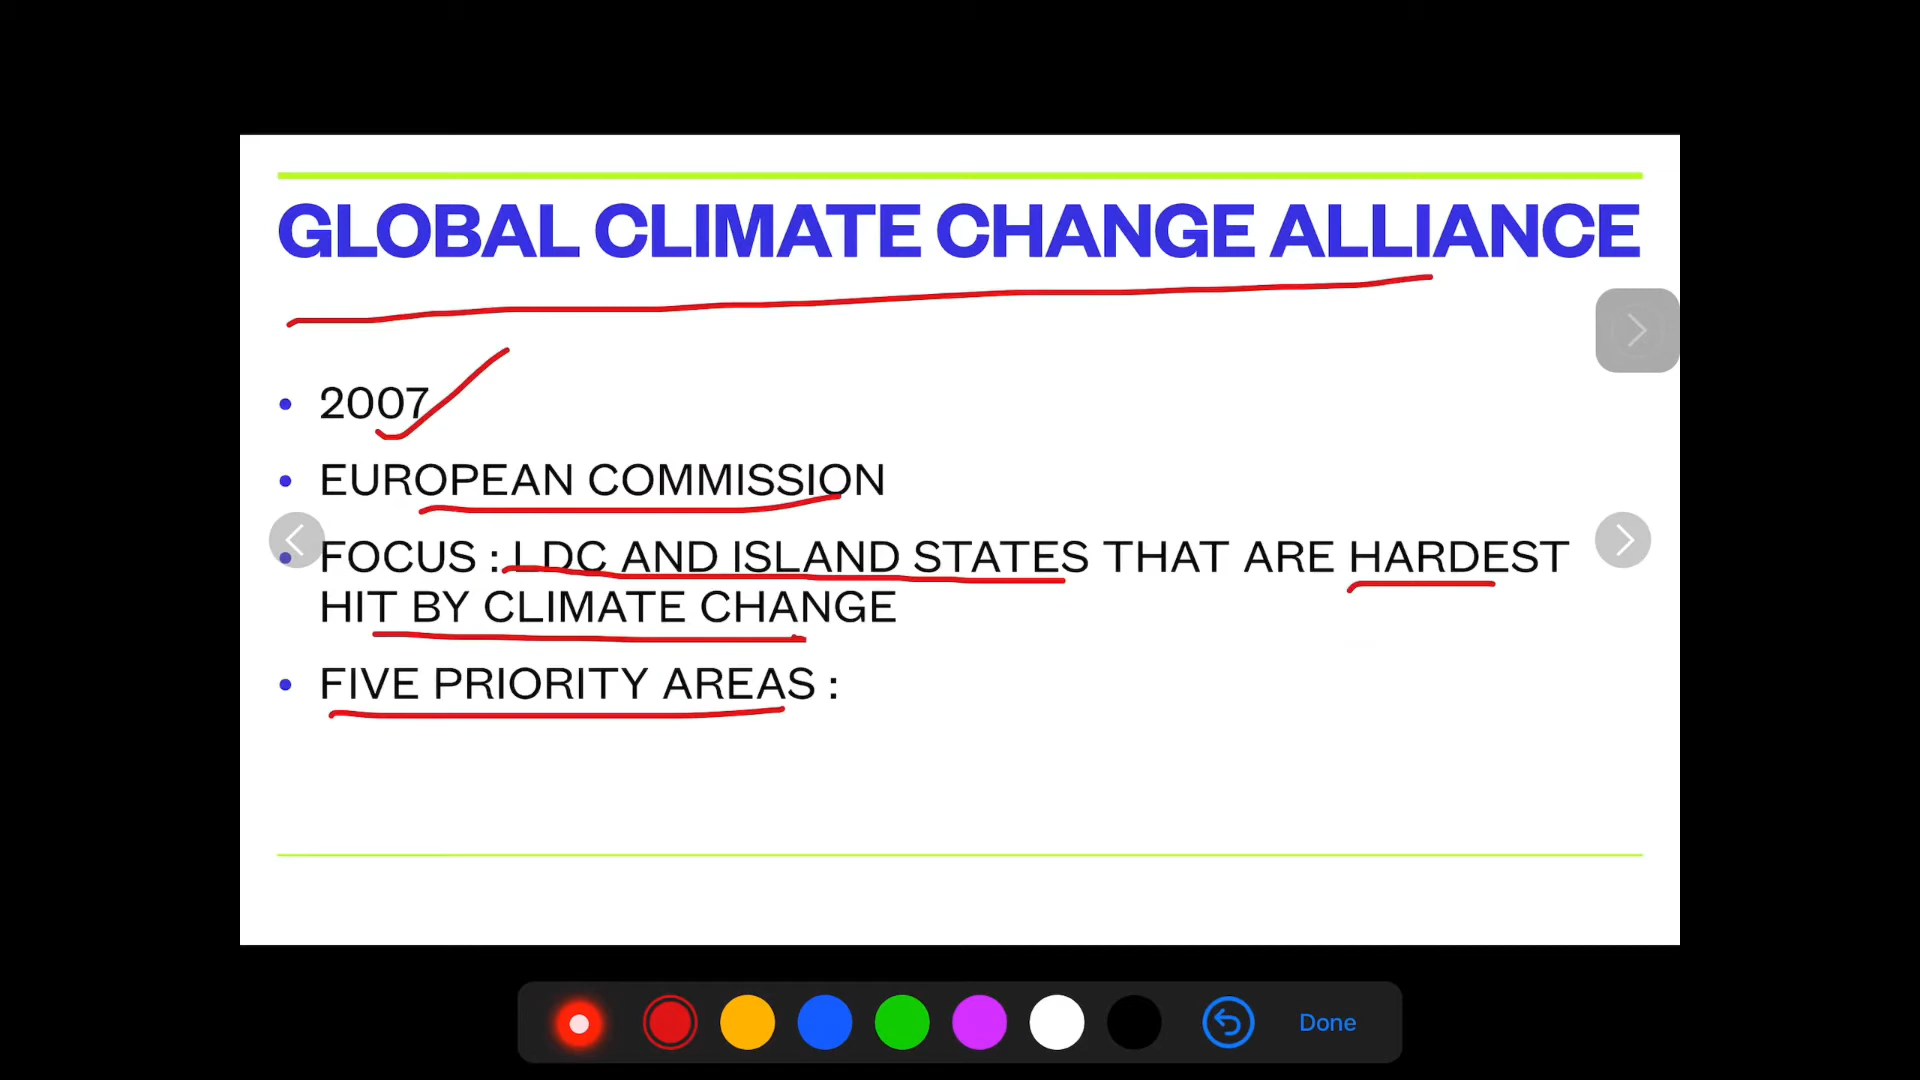 GLOBAL CLIMATE CHANGE ALLIANCE
• 2007
• EUROPEAN COMMISSION
• FOCUS : LDC AND ISLAND STATES THAT ARE HARDEST
HIT BY CLIMATE CHANGE
• FIVE PRIORITY AREAS :
Done